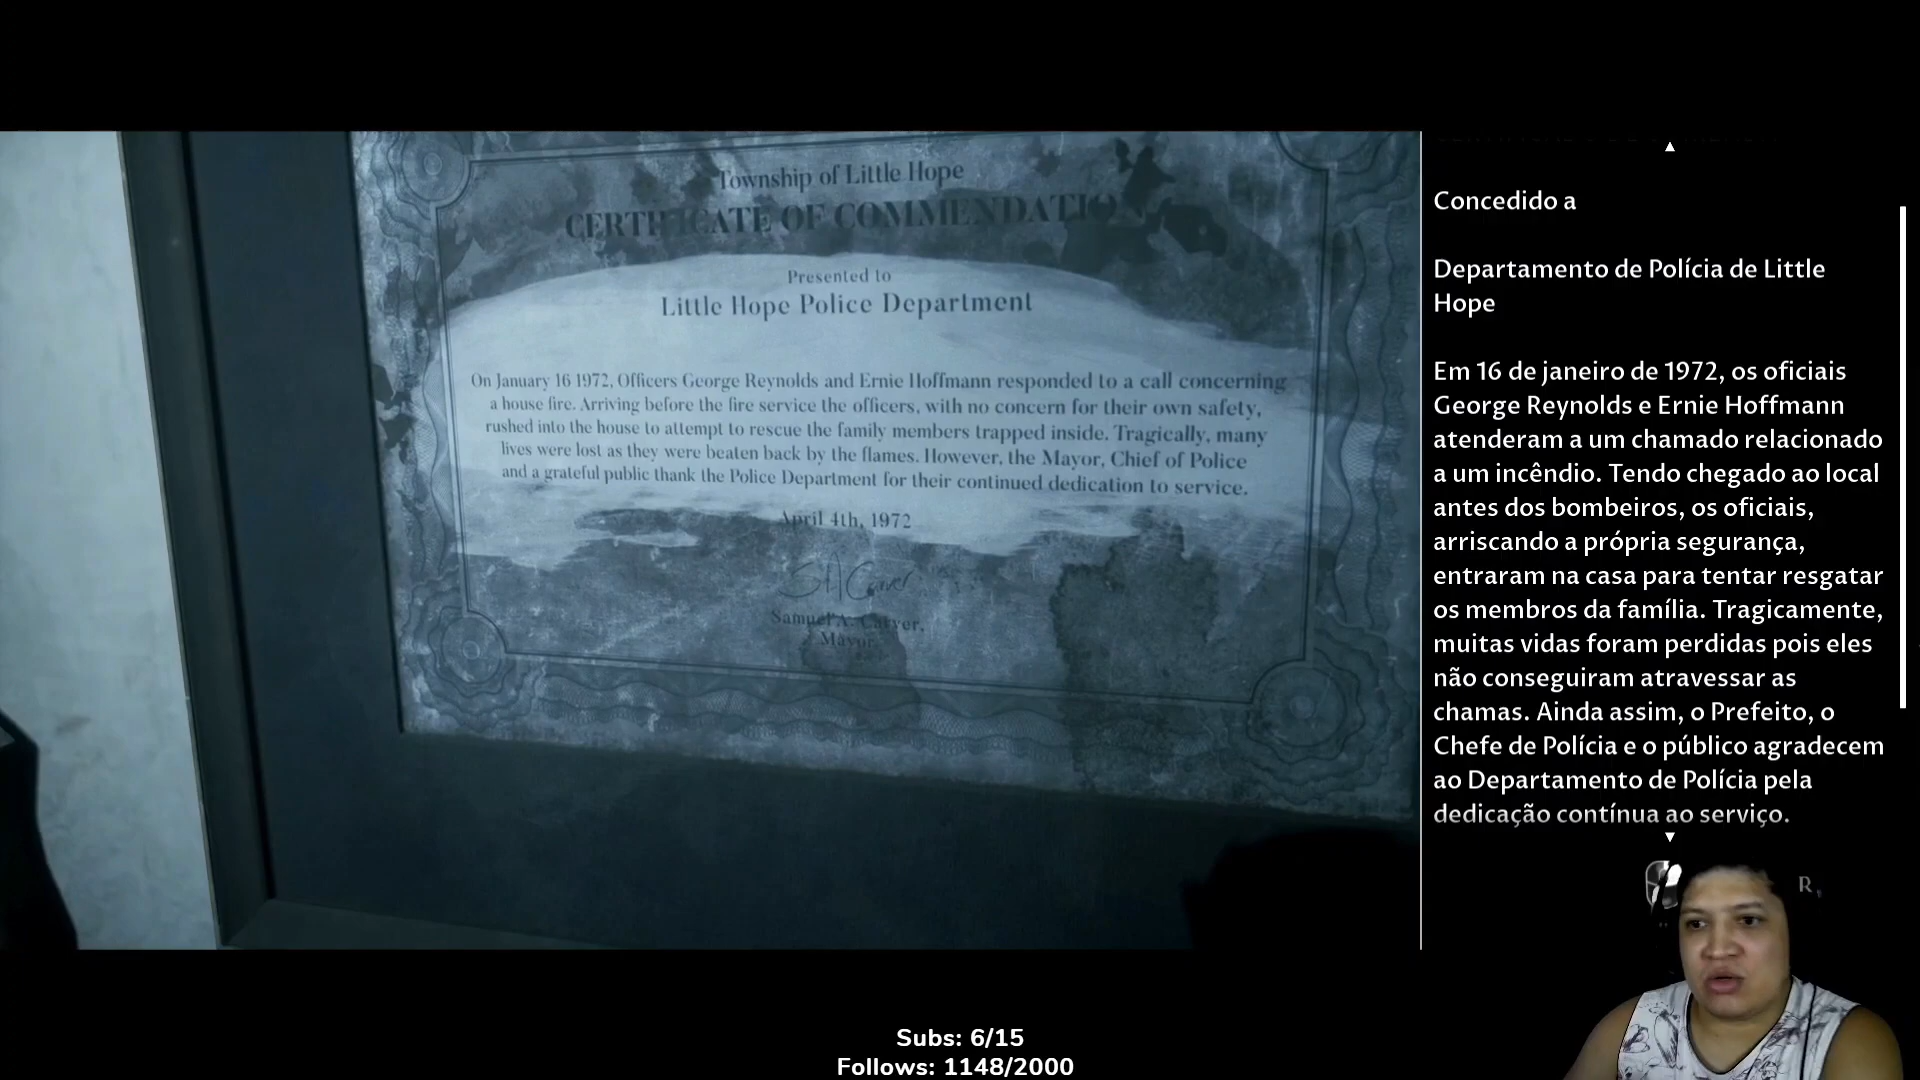 Township of Little Hope
CERTIFICATE OF COMMENDATION
Presented to
Little Hope Police Department
On January 16 1972, Officers George Reynolds and Ernie Hoffmann responded to a call concerning
a house fire. Arriving before the fire service the officers, with no concern for their own safety,
rushed into the house to attempt to rescue the family members trapped inside. Tragically, many
lives were lost as they were beaten back by the flames. However, the Mayor, Chief of Police
and a grateful public thank the Police Department for their continued dedication to service.
April 4th, 1972
Samuel A. Carver,
Mayor
Concedido a
Departamento de Polícia de Little
Hope
Em 16 de janeiro de 1972, os oficiais
George Reynolds e Ernie Hoffmann
atenderam a um chamado relacionado
a um incêndio. Tendo chegado ao local
antes dos bombeiros, os oficiais,
arriscando a própria segurança,
entraram na casa para tentar resgatar
os membros da família. Tragicamente,
muitas vidas foram perdidas pois eles
não conseguiram atravessar as
chamas. Ainda assim, o Prefeito, o
Chefe de Polícia e o público agradecem
ao Departamento de Polícia pela
dedicação contínua ao serviço.
Subs: 6/15
Follows: 1148/2000